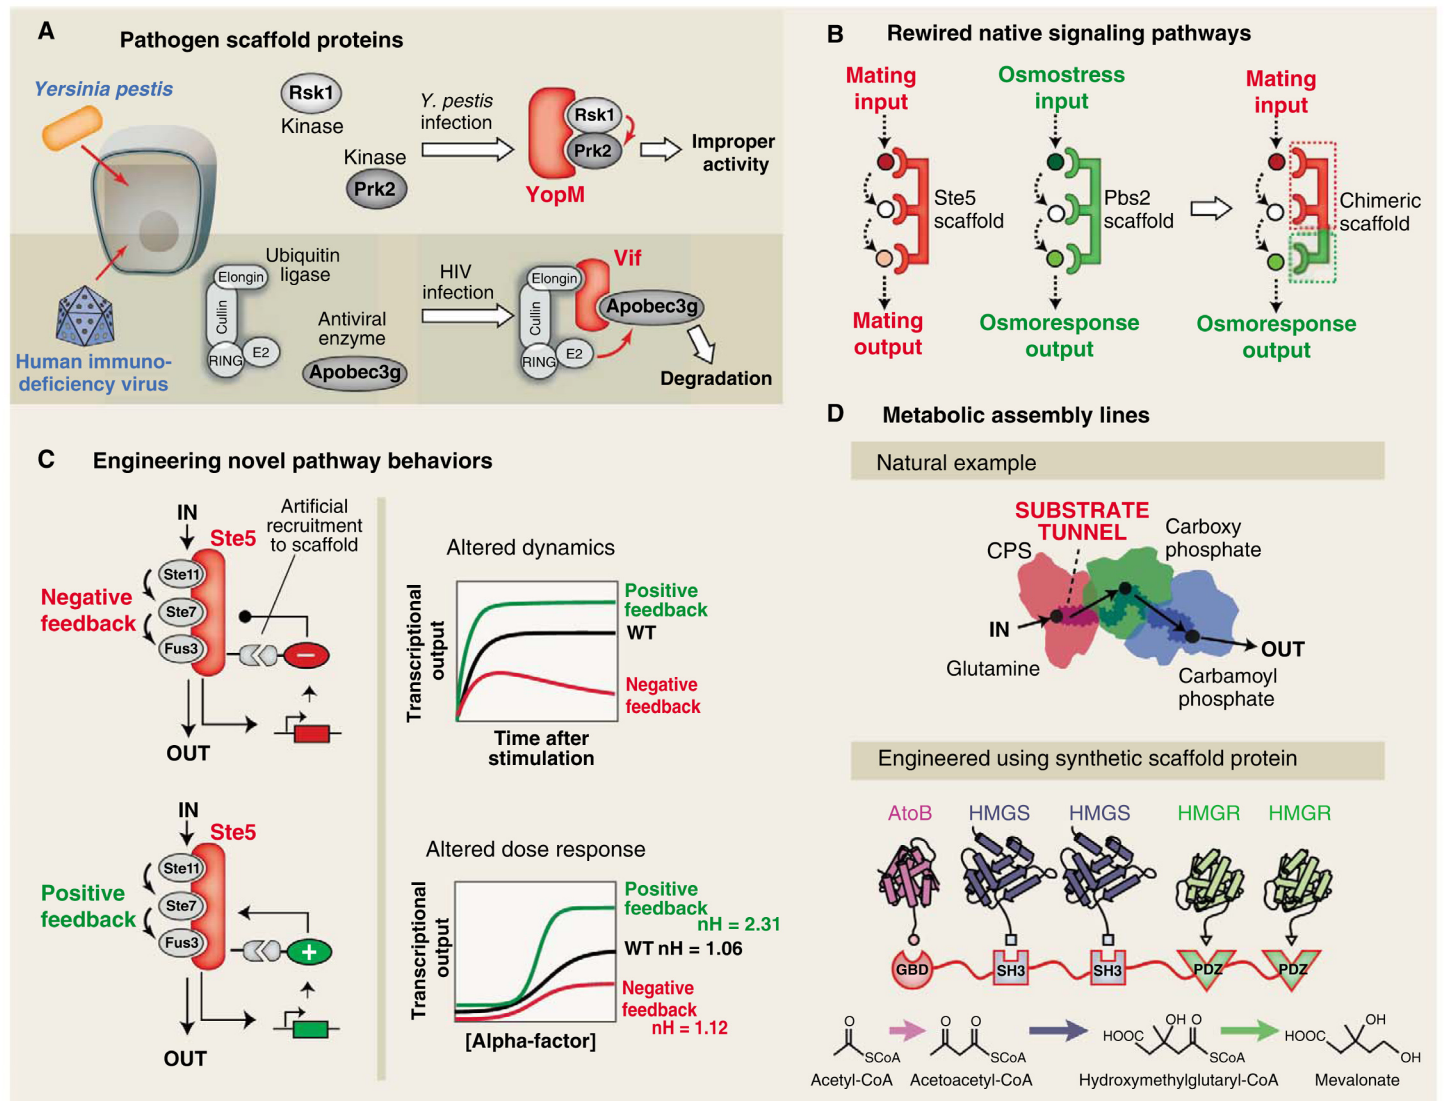 A
Pathogen scaffold proteins
Yersinia pestis
Rsk1
Kinase
Kinase
Prk2
Y. pestis
infection
Rsk1
Prk2
YopM
Improper
activity
Human immuno-
deficiency virus
Ubiquitin
ligase
Elongin
Cullin
RING
E2
Antiviral
enzyme
Apobec3g
HIV
infection
Elongin
Cullin
RING
E2
Vif
Apobec3g
Degradation
B
Rewired native signaling pathways
Mating
input
Ste5
scaffold
Mating
output
Osmostress
input
Pbs2
scaffold
Osmoresponse
output
Mating
input
Chimeric
scaffold
Osmoresponse
output
C
Engineering novel pathway behaviors
IN
Ste5
Artificial
recruitment
to scaffold
Negative
feedback
Ste11
Ste7
Fus3
−
OUT
IN
Ste5
Positive
feedback
Ste11
Ste7
Fus3
+
OUT
Altered dynamics
Transcriptional
output
Positive
feedback
WT
Negative
feedback
Time after
stimulation
Altered dose response
Transcriptional
output
Positive
feedback
nH = 2.31
WT nH = 1.06
Negative
feedback
nH = 1.12
[Alpha-factor]
D
Metabolic assembly lines
Natural example
SUBSTRATE
TUNNEL
CPS
Carboxy
phosphate
IN
OUT
Glutamine
Carbamoyl
phosphate
Engineered using synthetic scaffold protein
AtoB HMGS HMGS HMGR HMGR
GBD SH3 SH3 PDZ PDZ
O
SCoA
Acetyl-CoA
O O
SCoA
Acetoacetyl-CoA
HOOC OH O
SCoA
Hydroxymethylglutaryl-CoA
HOOC OH
OH
Mevalonate